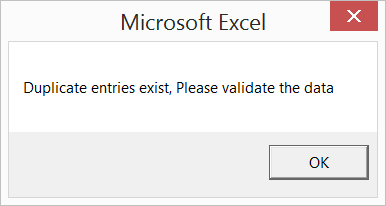 Microsoft Excel
Duplicate entries exist, Please validate the data
OK